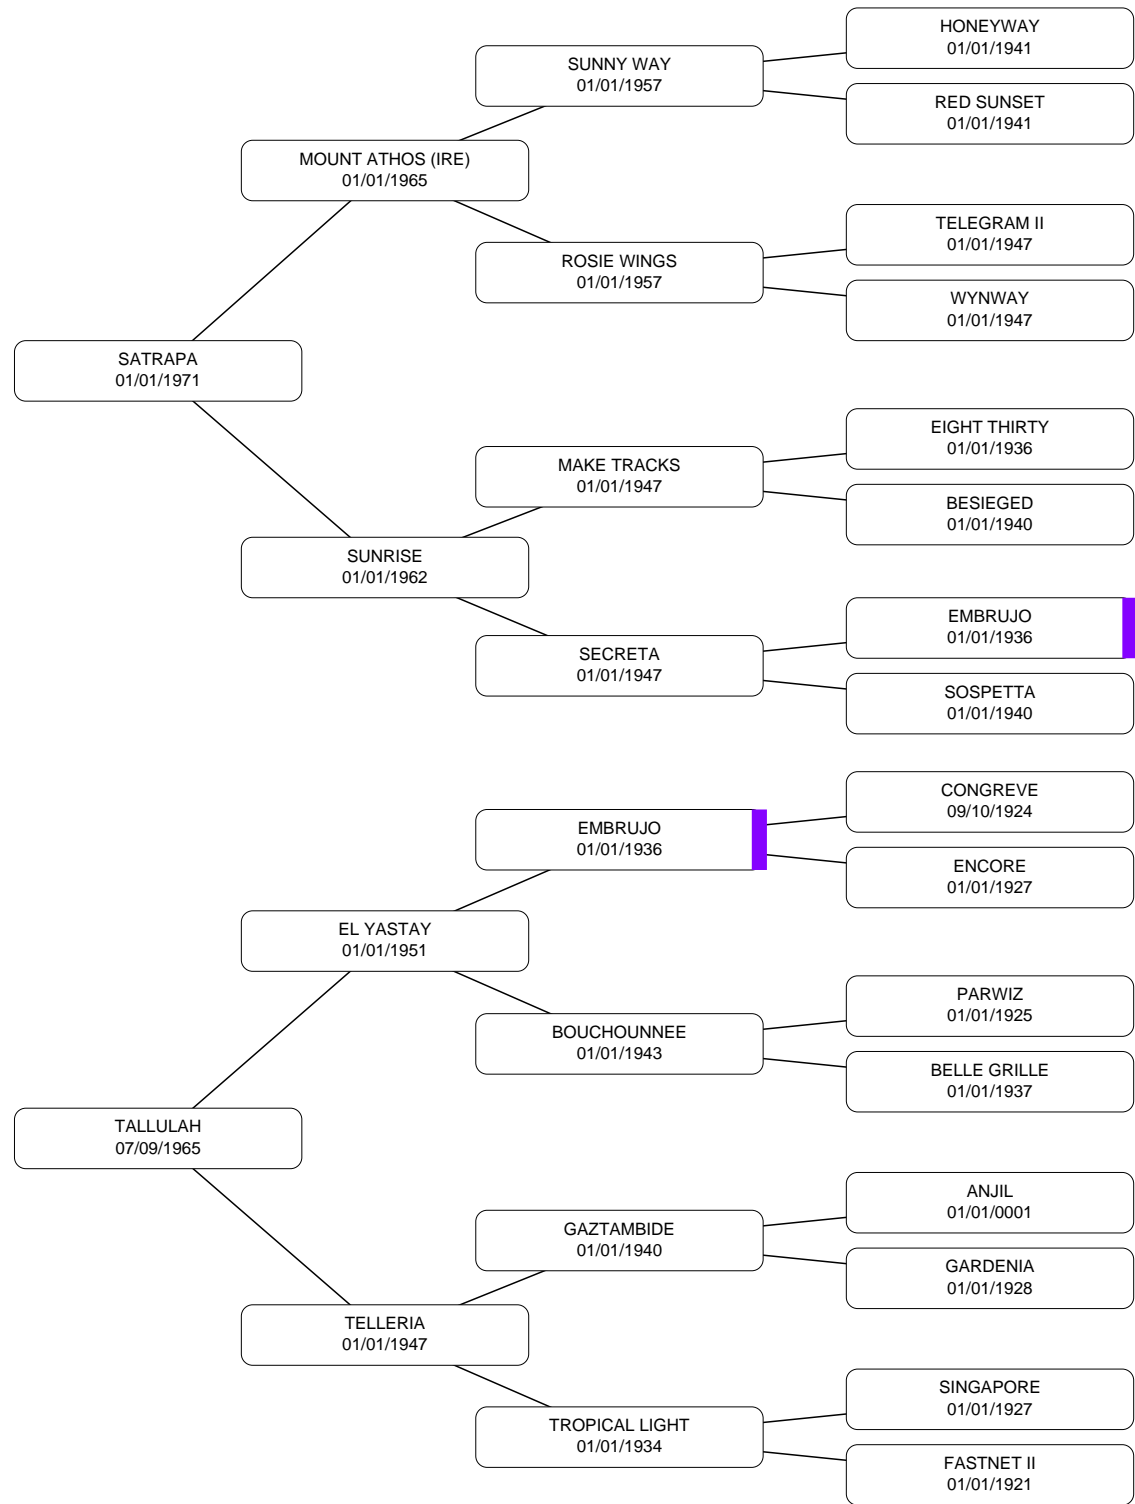 HONEYWAY
01/01/1941
SUNNY WAY
01/01/1957
RED SUNSET
01/01/1941
MOUNT ATHOS (IRE)
01/01/1965
TELEGRAM II
01/01/1947
ROSIE WINGS
01/01/1957
WYNWAY
01/01/1947
SATRAPA
01/01/1971
EIGHT THIRTY
01/01/1936
MAKE TRACKS
01/01/1947
BESIEGED
01/01/1940
SUNRISE
01/01/1962
EMBRUJO
01/01/1936
SECRETA
01/01/1947
SOSPETTA
01/01/1940
CONGREVE
09/10/1924
EMBRUJO
01/01/1936
ENCORE
01/01/1927
EL YASTAY
01/01/1951
PARWIZ
01/01/1925
BOUCHOUNNEE
01/01/1943
BELLE GRILLE
01/01/1937
TALLULAH
07/09/1965
ANJIL
01/01/0001
GAZTAMBIDE
01/01/1940
GARDENIA
01/01/1928
TELLERIA
01/01/1947
SINGAPORE
01/01/1927
TROPICAL LIGHT
01/01/1934
FASTNET II
01/01/1921